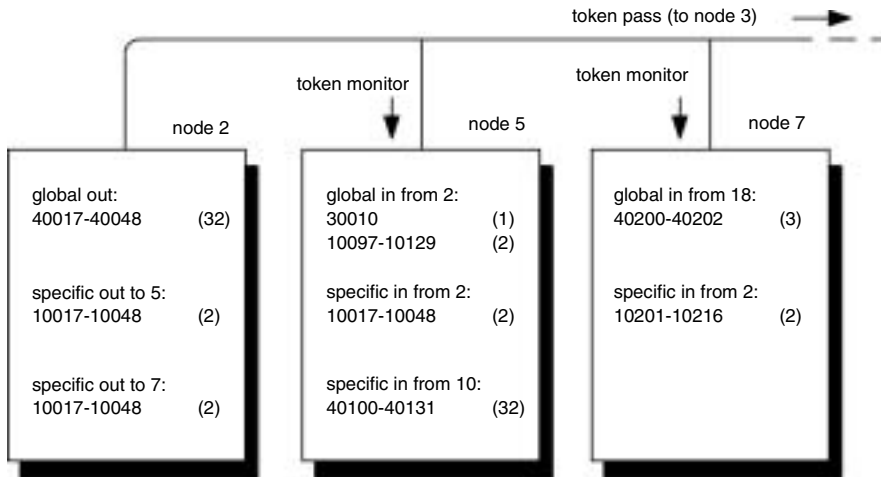 token pass (to node 3)
token monitor
token monitor
node 2
node 5
node 7
global out:
40017-40048 (32)
specific out to 5:
10017-10048 (2)
specific out to 7:
10017-10048 (2)
global in from 2:
30010 (1)
10097-10129 (2)
specific in from 2:
10017-10048 (2)
specific in from 10:
40100-40131 (32)
global in from 18:
40200-40202 (3)
specific in from 2:
10201-10216 (2)